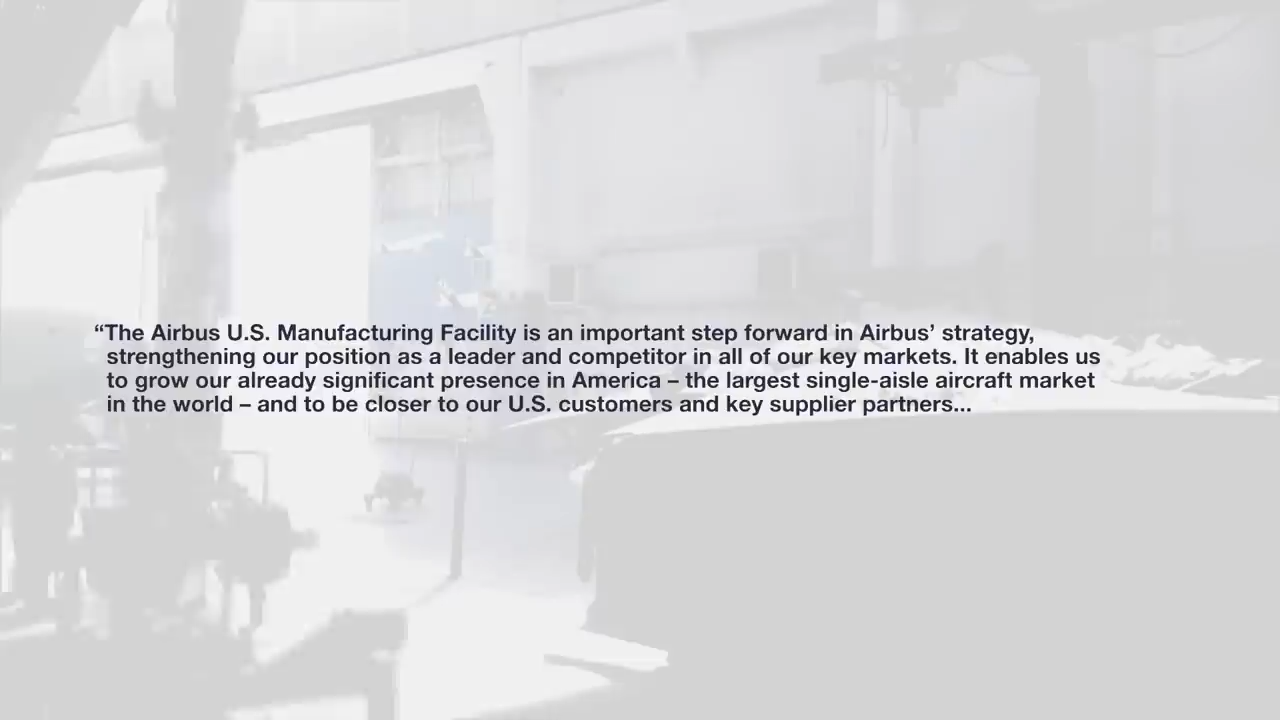 “The Airbus U.S. Manufacturing Facility is an important step forward in Airbus’ strategy,
strengthening our position as a leader and competitor in all of our key markets. It enables us
to grow our already significant presence in America – the largest single-aisle aircraft market
in the world – and to be closer to our U.S. customers and key supplier partners...